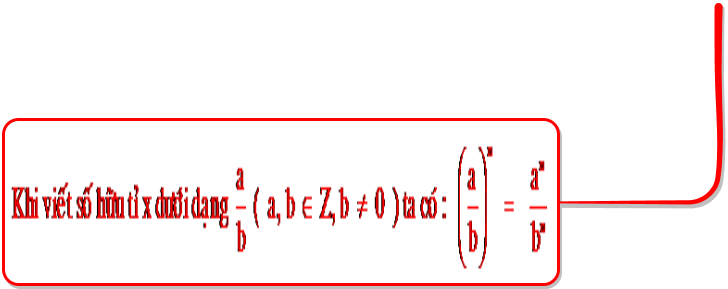 Khi viết số hữu tỉ x dưới dạng a/b ( a, b ∈ Z, b ≠ 0 ) ta có : (a/b)ⁿ = aⁿ/bⁿ